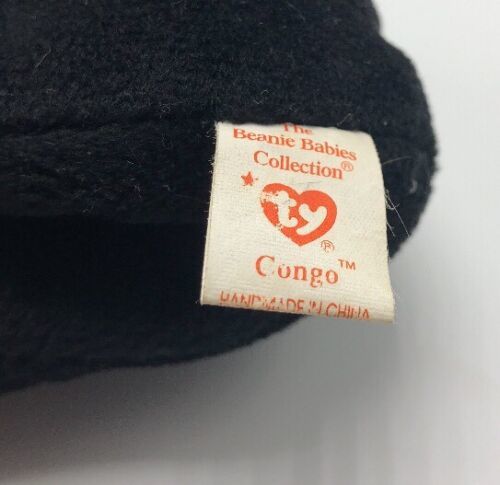 The
Beanie Babies
Collection®
ty®
Congo™
HANDMADE IN CHINA